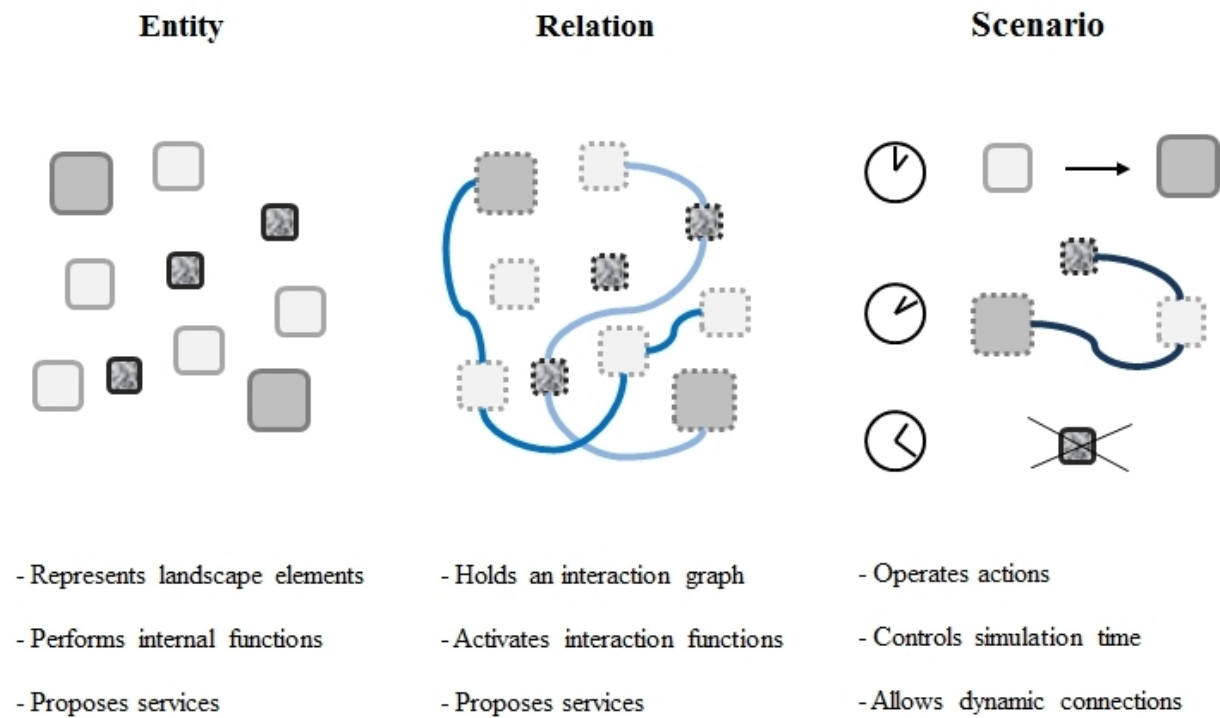 Entity
Relation
Scenario
- Represents landscape elements
- Performs internal functions
- Proposes services
- Holds an interaction graph
- Activates interaction functions
- Proposes services
- Operates actions
- Controls simulation time
- Allows dynamic connections